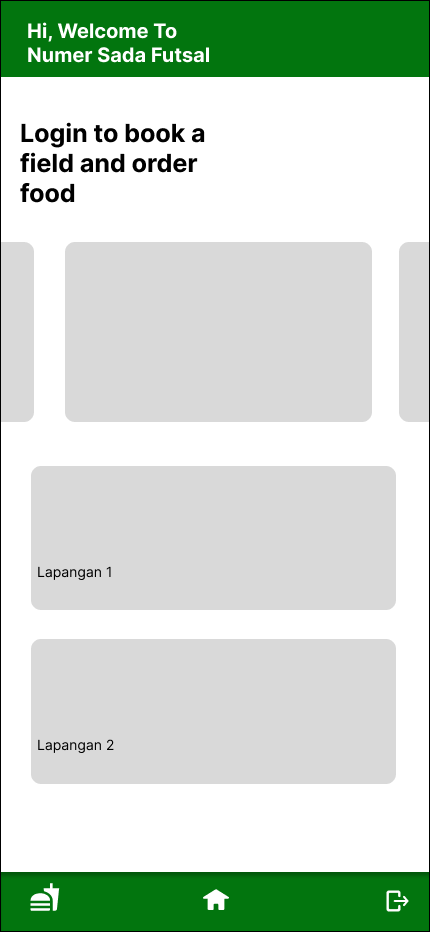 Hi, Welcome To
Numer Sada Futsal
Login to book a
field and order
food
Lapangan 1
Lapangan 2